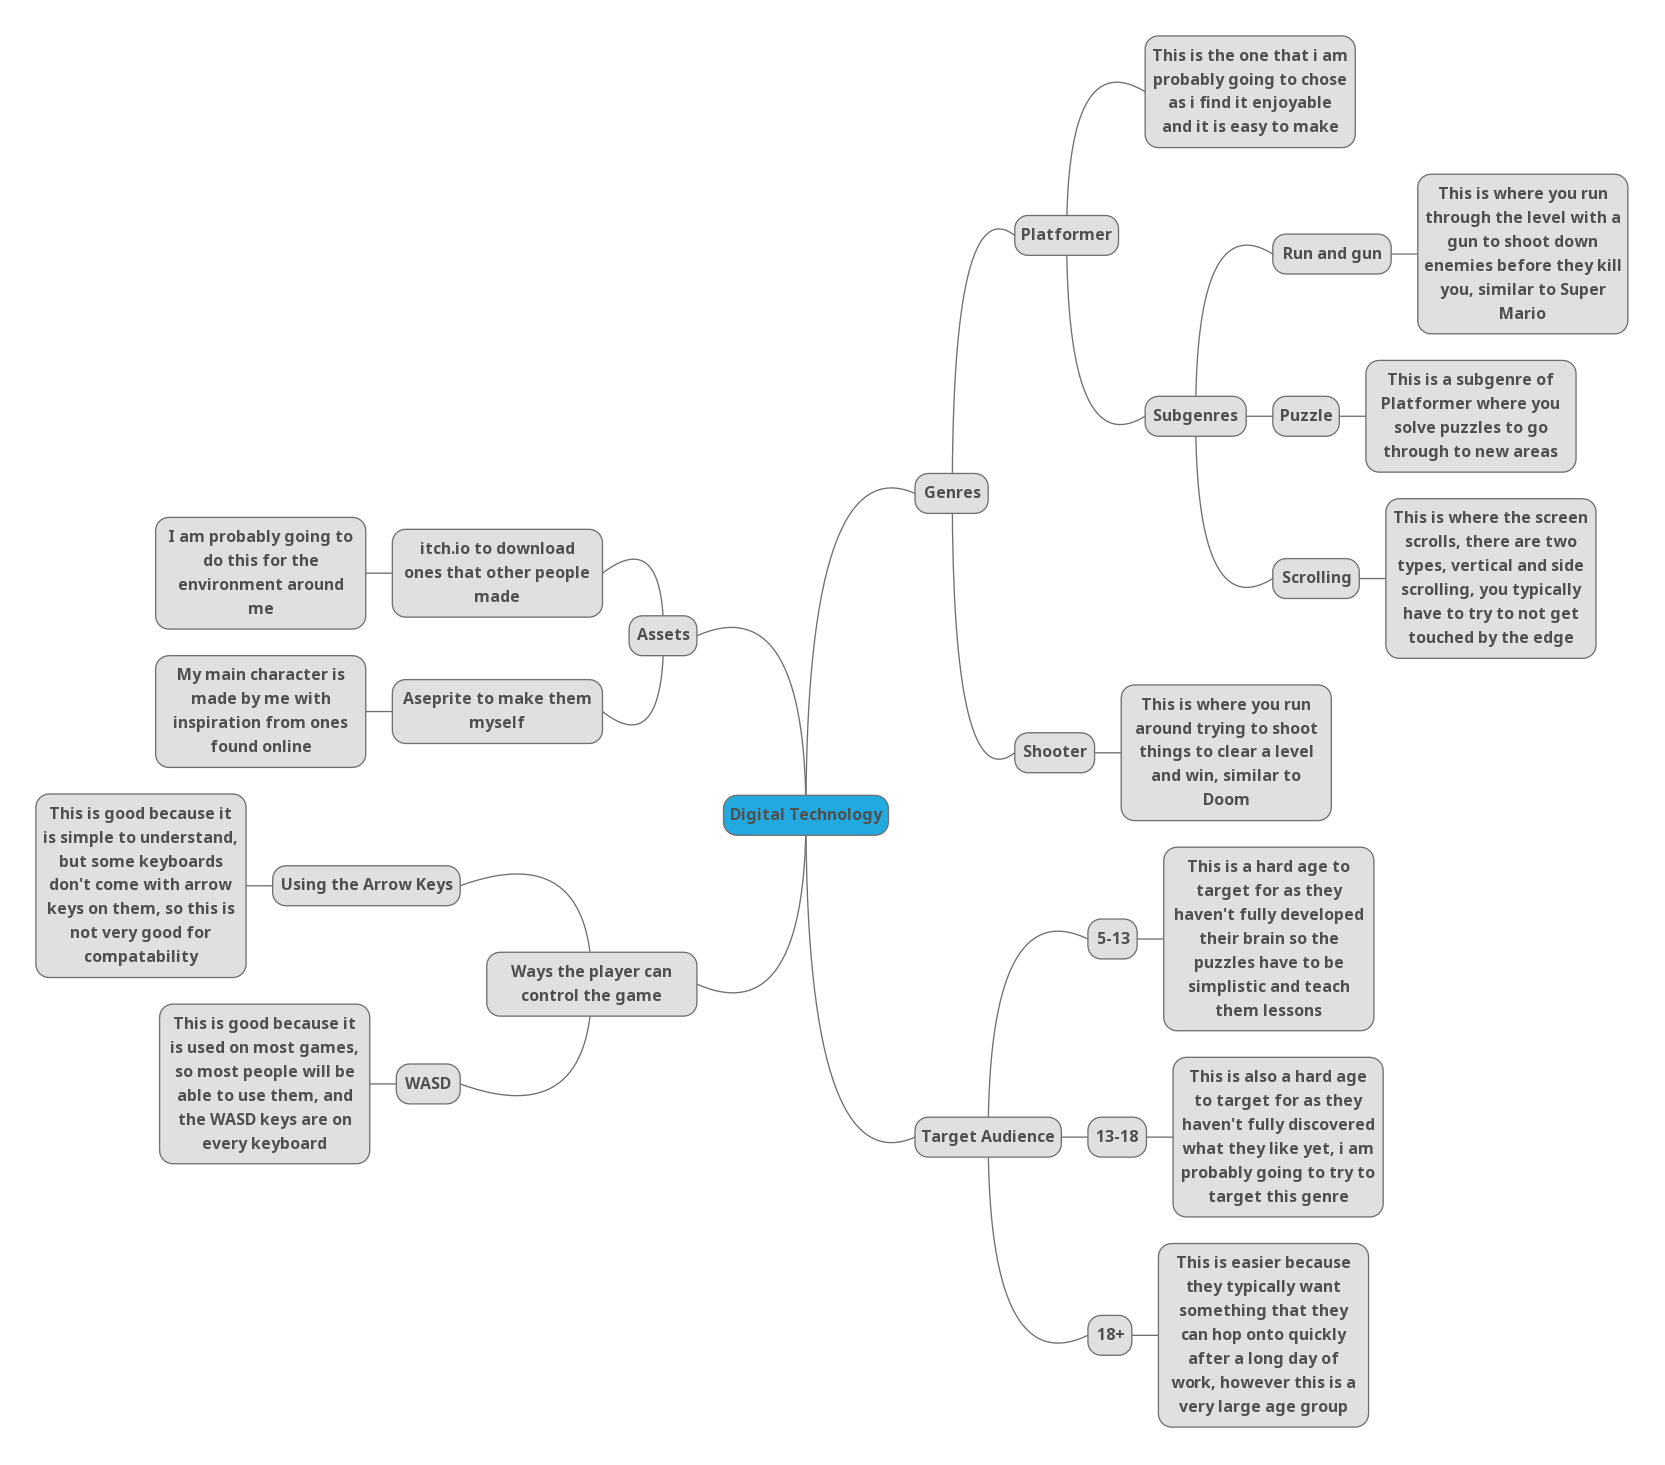 This is the one that i am
probably going to chose
as i find it enjoyable
and it is easy to make
Platformer
Run and gun
This is where you run
through the level with a
gun to shoot down
enemies before they kill
you, similar to Super
Mario
Subgenres
Puzzle
This is a subgenre of
Platformer where you
solve puzzles to go
through to new areas
Scrolling
This is where the screen
scrolls, there are two
types, vertical and side
scrolling, you typically
have to try to not get
touched by the edge
Genres
Shooter
This is where you run
around trying to shoot
things to clear a level
and win, similar to
Doom
I am probably going to
do this for the
environment around
me
itch.io to download
ones that other people
made
Assets
My main character is
made by me with
inspiration from ones
found online
Aseprite to make them
myself
Digital Technology
This is good because it
is simple to understand,
but some keyboards
don't come with arrow
keys on them, so this is
not very good for
compatability
Using the Arrow Keys
Ways the player can
control the game
This is good because it
is used on most games,
so most people will be
able to use them, and
the WASD keys are on
every keyboard
WASD
Target Audience
5-13
This is a hard age to
target for as they
haven't fully developed
their brain so the
puzzles have to be
simplistic and teach
them lessons
13-18
This is also a hard age
to target for as they
haven't fully discovered
what they like yet, i am
probably going to try to
target this genre
18+
This is easier because
they typically want
something that they
can hop onto quickly
after a long day of
work, however this is a
very large age group